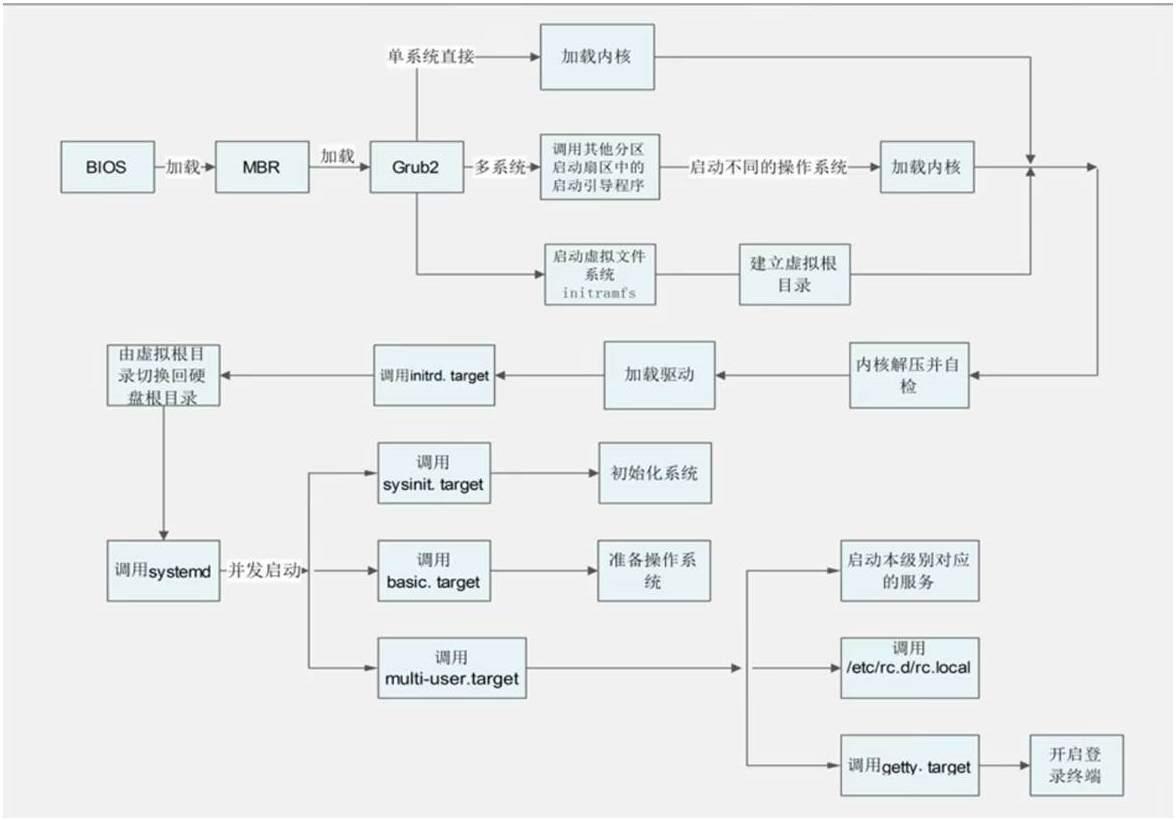 单系统直接
加载内核
BIOS
加载
MBR
加载
Grub2
多系统
调用其他分区
启动扇区中的
启动引导程序
启动不同的操作系统
加载内核
启动虚拟文件
系统
initramfs
建立虚拟根
目录
由虚拟根目
录切换回硬
盘根目录
调用initrd. target
加载驱动
内核解压并自
检
调用
sysinit. target
初始化系统
调用systemd
并发启动
调用
basic. target
准备操作系
统
启动本级别对应
的服务
调用
multi-user.target
调用
/etc/rc.d/rc.local
调用getty. target
开启登
录终端